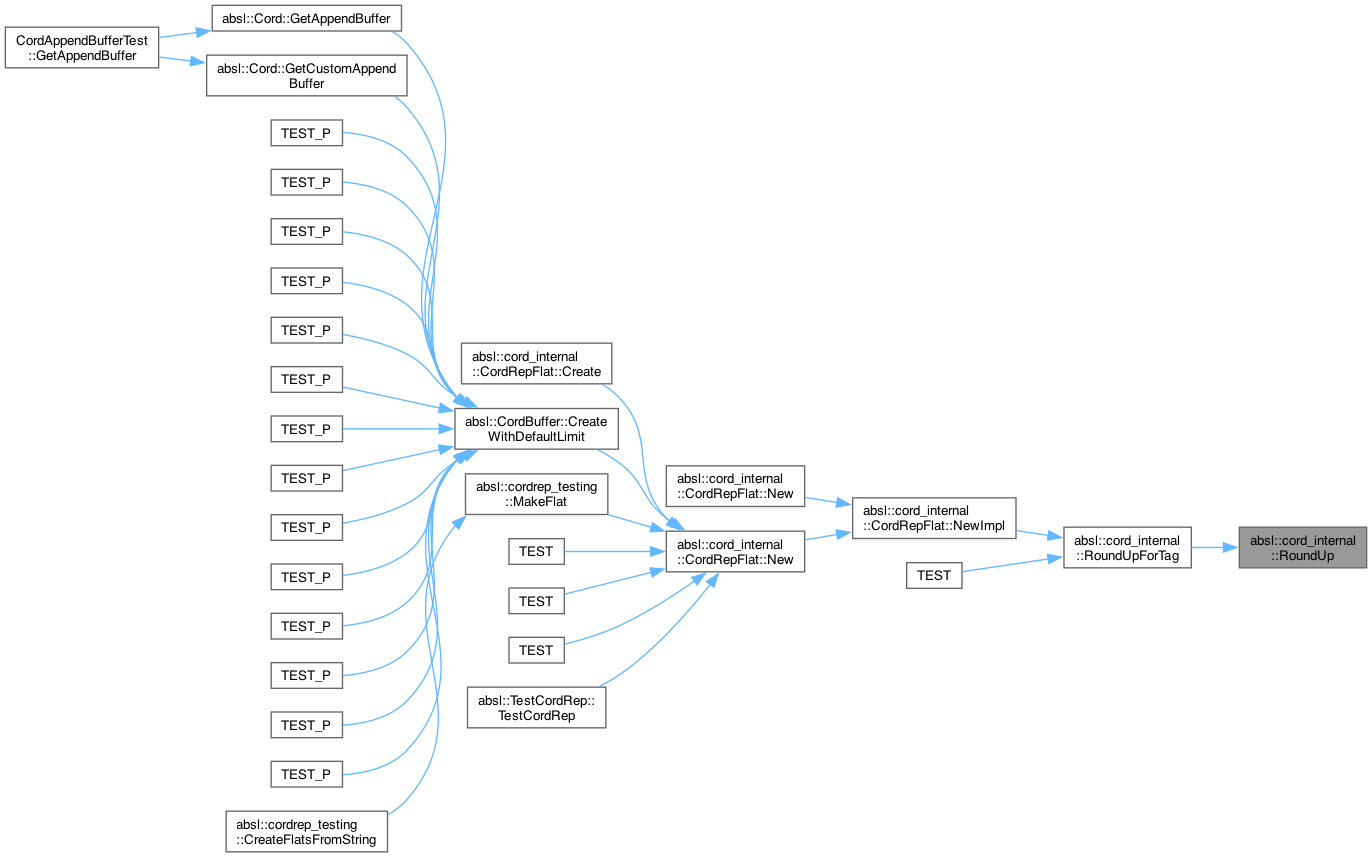 absl::Cord::GetAppendBuffer
CordAppendBufferTest
::GetAppendBuffer
absl::Cord::GetCustomAppend
Buffer
TEST_P
TEST_P
TEST_P
TEST_P
TEST_P
TEST_P
TEST_P
TEST_P
TEST_P
TEST_P
TEST_P
TEST_P
TEST_P
TEST_P
absl::cordrep_testing
::CreateFlatsFromString
absl::cord_internal
::CordRepFlat::Create
absl::CordBuffer::Create
WithDefaultLimit
absl::cordrep_testing
::MakeFlat
TEST
TEST
TEST
absl::TestCordRep::
TestCordRep
absl::cord_internal
::CordRepFlat::New
absl::cord_internal
::CordRepFlat::New
absl::cord_internal
::CordRepFlat::NewImpl
TEST
absl::cord_internal
::RoundUpForTag
absl::cord_internal
::RoundUp